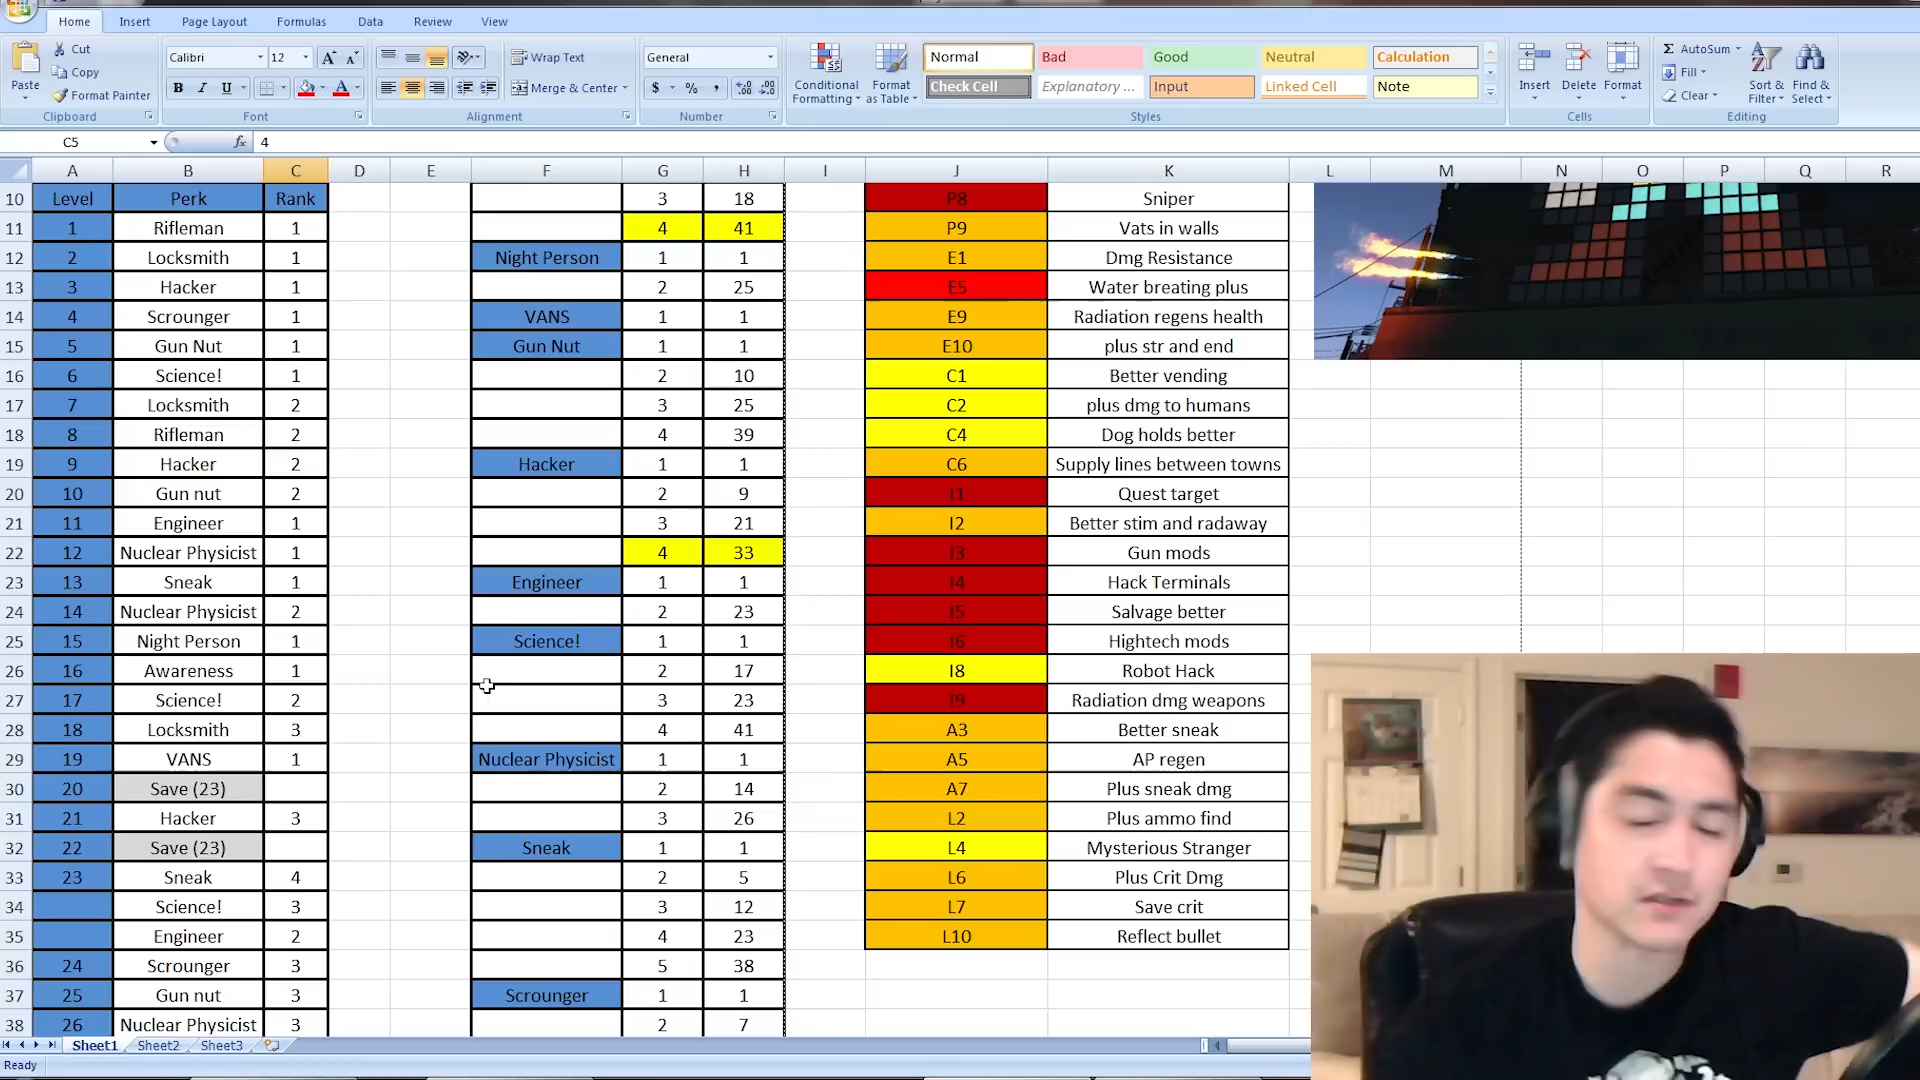 Home Insert Page Layout Formulas Data Review View
Paste
Cut
Copy
Format Painter
Clipboard
Calibri 12
B I U
Font
Wrap Text
Merge & Center
Alignment
General
$ % ,
Number
Conditional Formatting
Format as Table
Normal Bad Good Neutral Calculation
Check Cell Explanatory ... Input Linked Cell Note
Styles
Insert Delete Format
Cells
AutoSum
Fill
Clear
Sort & Filter
Find & Select
Editing
C5 fx 4
A B C D E F G H I J K L M N O P Q R
10 Level Perk Rank 3 18 P8 Sniper
11 1 Rifleman 1 4 41 P9 Vats in walls
12 2 Locksmith 1 Night Person 1 1 E1 Dmg Resistance
13 3 Hacker 1 2 25 E5 Water breating plus
14 4 Scrounger 1 VANS 1 1 E9 Radiation regens health
15 5 Gun Nut 1 Gun Nut 1 1 E10 plus str and end
16 6 Science! 1 2 10 C1 Better vending
17 7 Locksmith 2 3 25 C2 plus dmg to humans
18 8 Rifleman 2 4 39 C4 Dog holds better
19 9 Hacker 2 Hacker 1 1 C6 Supply lines between towns
20 10 Gun nut 2 2 9 I1 Quest target
21 11 Engineer 1 3 21 I2 Better stim and radaway
22 12 Nuclear Physicist 1 4 33 I3 Gun mods
23 13 Sneak 1 Engineer 1 1 I4 Hack Terminals
24 14 Nuclear Physicist 2 2 23 I5 Salvage better
25 15 Night Person 1 Science! 1 1 I6 Hightech mods
26 16 Awareness 1 2 17 I8 Robot Hack
27 17 Science! 2 3 23 I9 Radiation dmg weapons
28 18 Locksmith 3 4 41 A3 Better sneak
29 19 VANS 1 Nuclear Physicist 1 1 A5 AP regen
30 20 Save (23) 2 14 A7 Plus sneak dmg
31 21 Hacker 3 3 26 L2 Plus ammo find
32 22 Save (23) Sneak 1 1 L4 Mysterious Stranger
33 23 Sneak 4 2 5 L6 Plus Crit Dmg
34 Science! 3 3 12 L7 Save crit
35 Engineer 2 4 23 L10 Reflect bullet
36 24 Scrounger 3 5 38
37 25 Gun nut 3 Scrounger 1 1
38 26 Nuclear Physicist 3 2 7
Sheet1 Sheet2 Sheet3
Ready